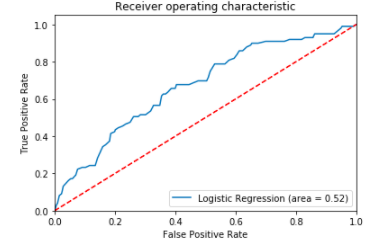 Receiver operating characteristic
1.0
0.8
0.6
0.4
0.2
0.0
True Positive Rate
Logistic Regression (area = 0.52)
0.0 0.2 0.4 0.6 0.8 1.0
False Positive Rate